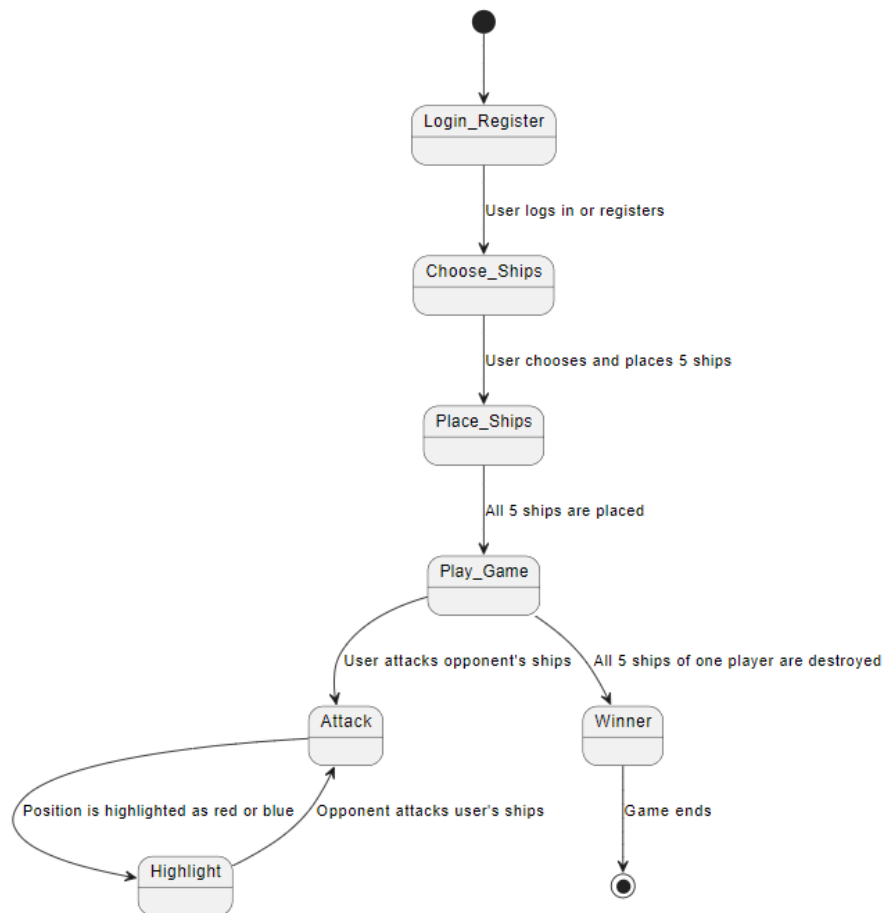 Login_Register
User logs in or registers
Choose_Ships
User chooses and places 5 ships
Place_Ships
All 5 ships are placed
Play_Game
User attacks opponent's ships
All 5 ships of one player are destroyed
Attack
Winner
Position is highlighted as red or blue
Opponent attacks user's ships
Game ends
Highlight